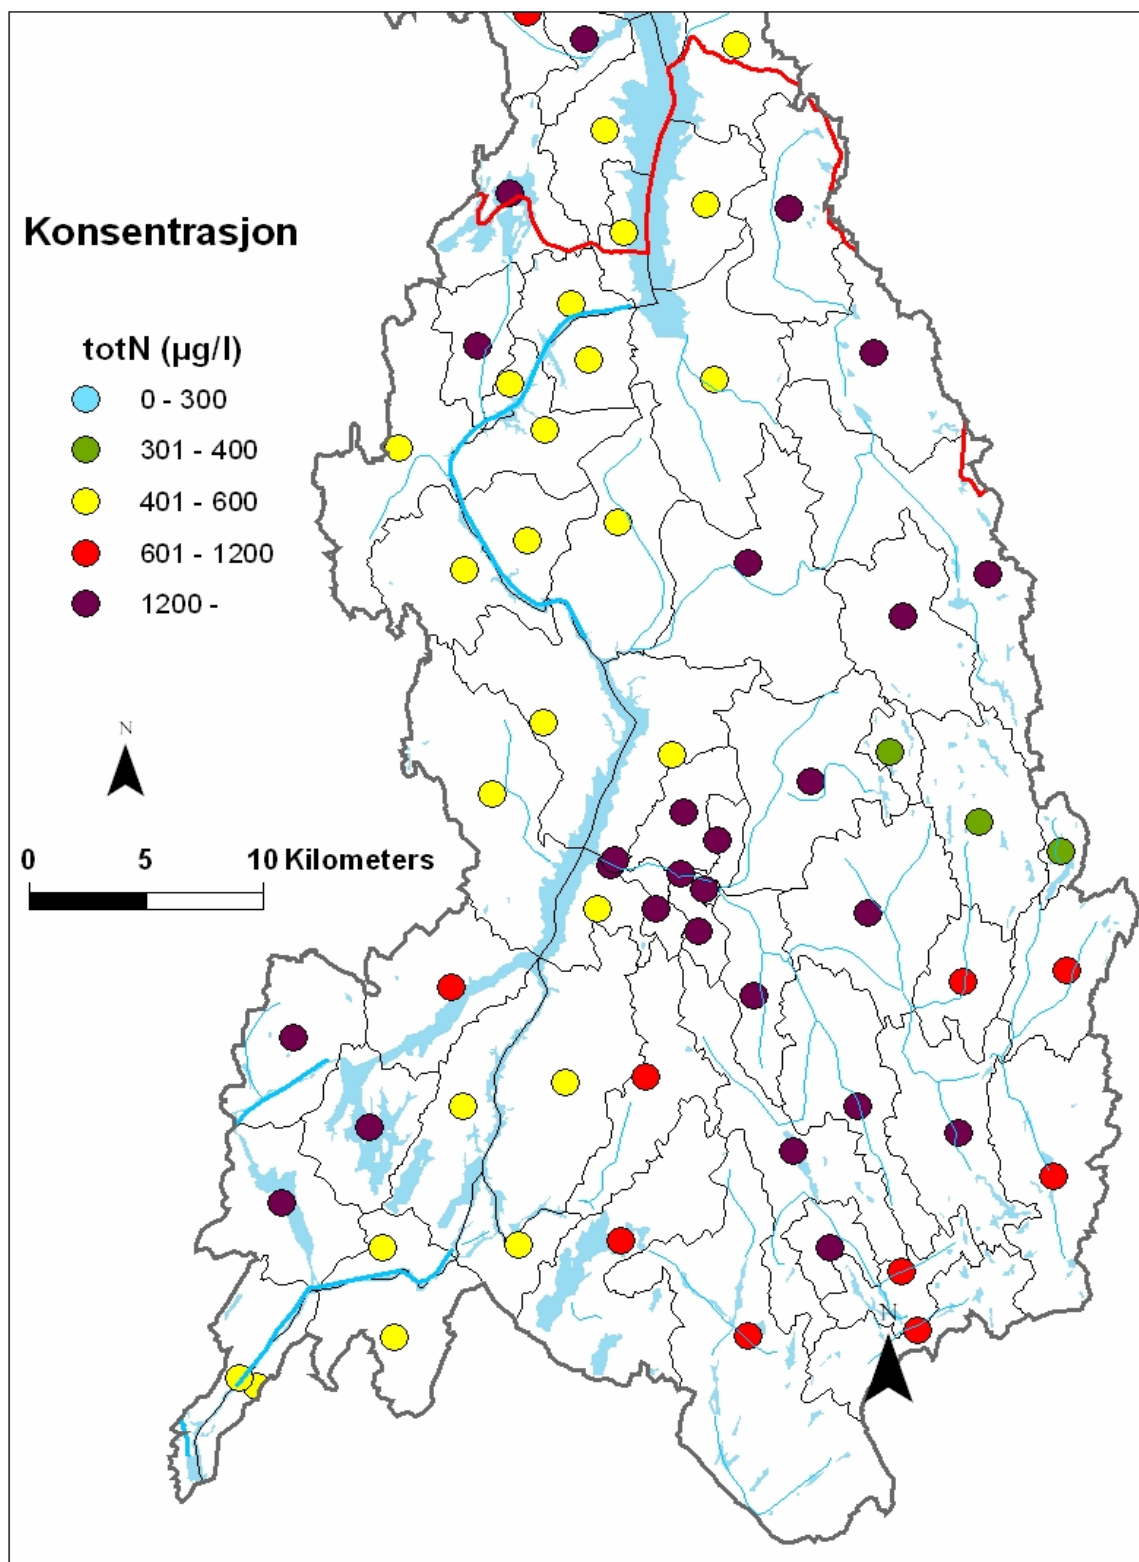 Konsentrasjon
totN (µg/l)
0 - 300
301 - 400
401 - 600
601 - 1200
1200 -
N
0 5 10 Kilometers
N